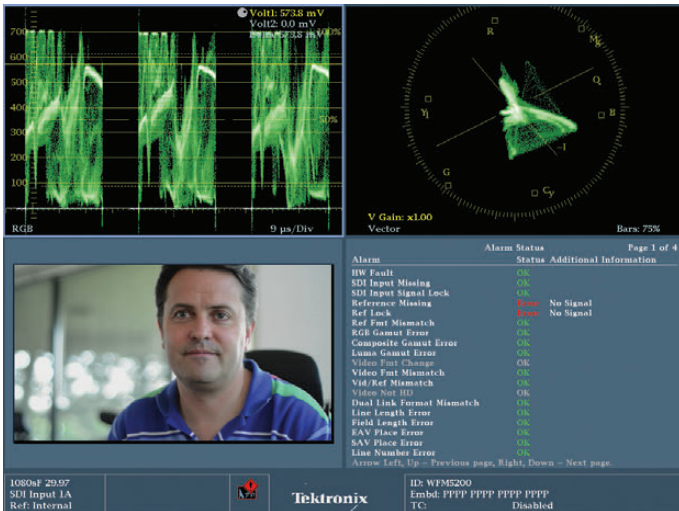 Volt1: 573.8 mV
Volt2: 0.0 mV
573.8 mV
700
100%
600
500
400
50%
300
200
100
RGB
9 µs/Div
R
Mg
Q
Yl
B
-I
G
Cy
V Gain: x1.00
Vector
Bars: 75%
Alarm Status Page 1 of 4
Alarm Status Additional Information
HW Fault OK
SDI Input Missing OK
SDI Input Signal Lock OK
Reference Missing Error No Signal
Ref Lock Error No Signal
Ref Fmt Mismatch OK
RGB Gamut Error OK
Composite Gamut Error OK
Luma Gamut Error OK
Video Fmt Change OK
Video Fmt Mismatch OK
Vid/Ref Mismatch OK
Video Not HD OK
Dual Link Format Mismatch OK
Line Length Error OK
Field Length Error OK
EAV Place Error OK
SAV Place Error OK
Line Number Error OK
Arrow Left, Up – Previous page, Right, Down – Next page.
1080sF 29.97
SDI Input 1A
Ref: Internal
Tektronix
ID: WFM5200
Embd: PPPP PPPP PPPP PPPP
TC: Disabled